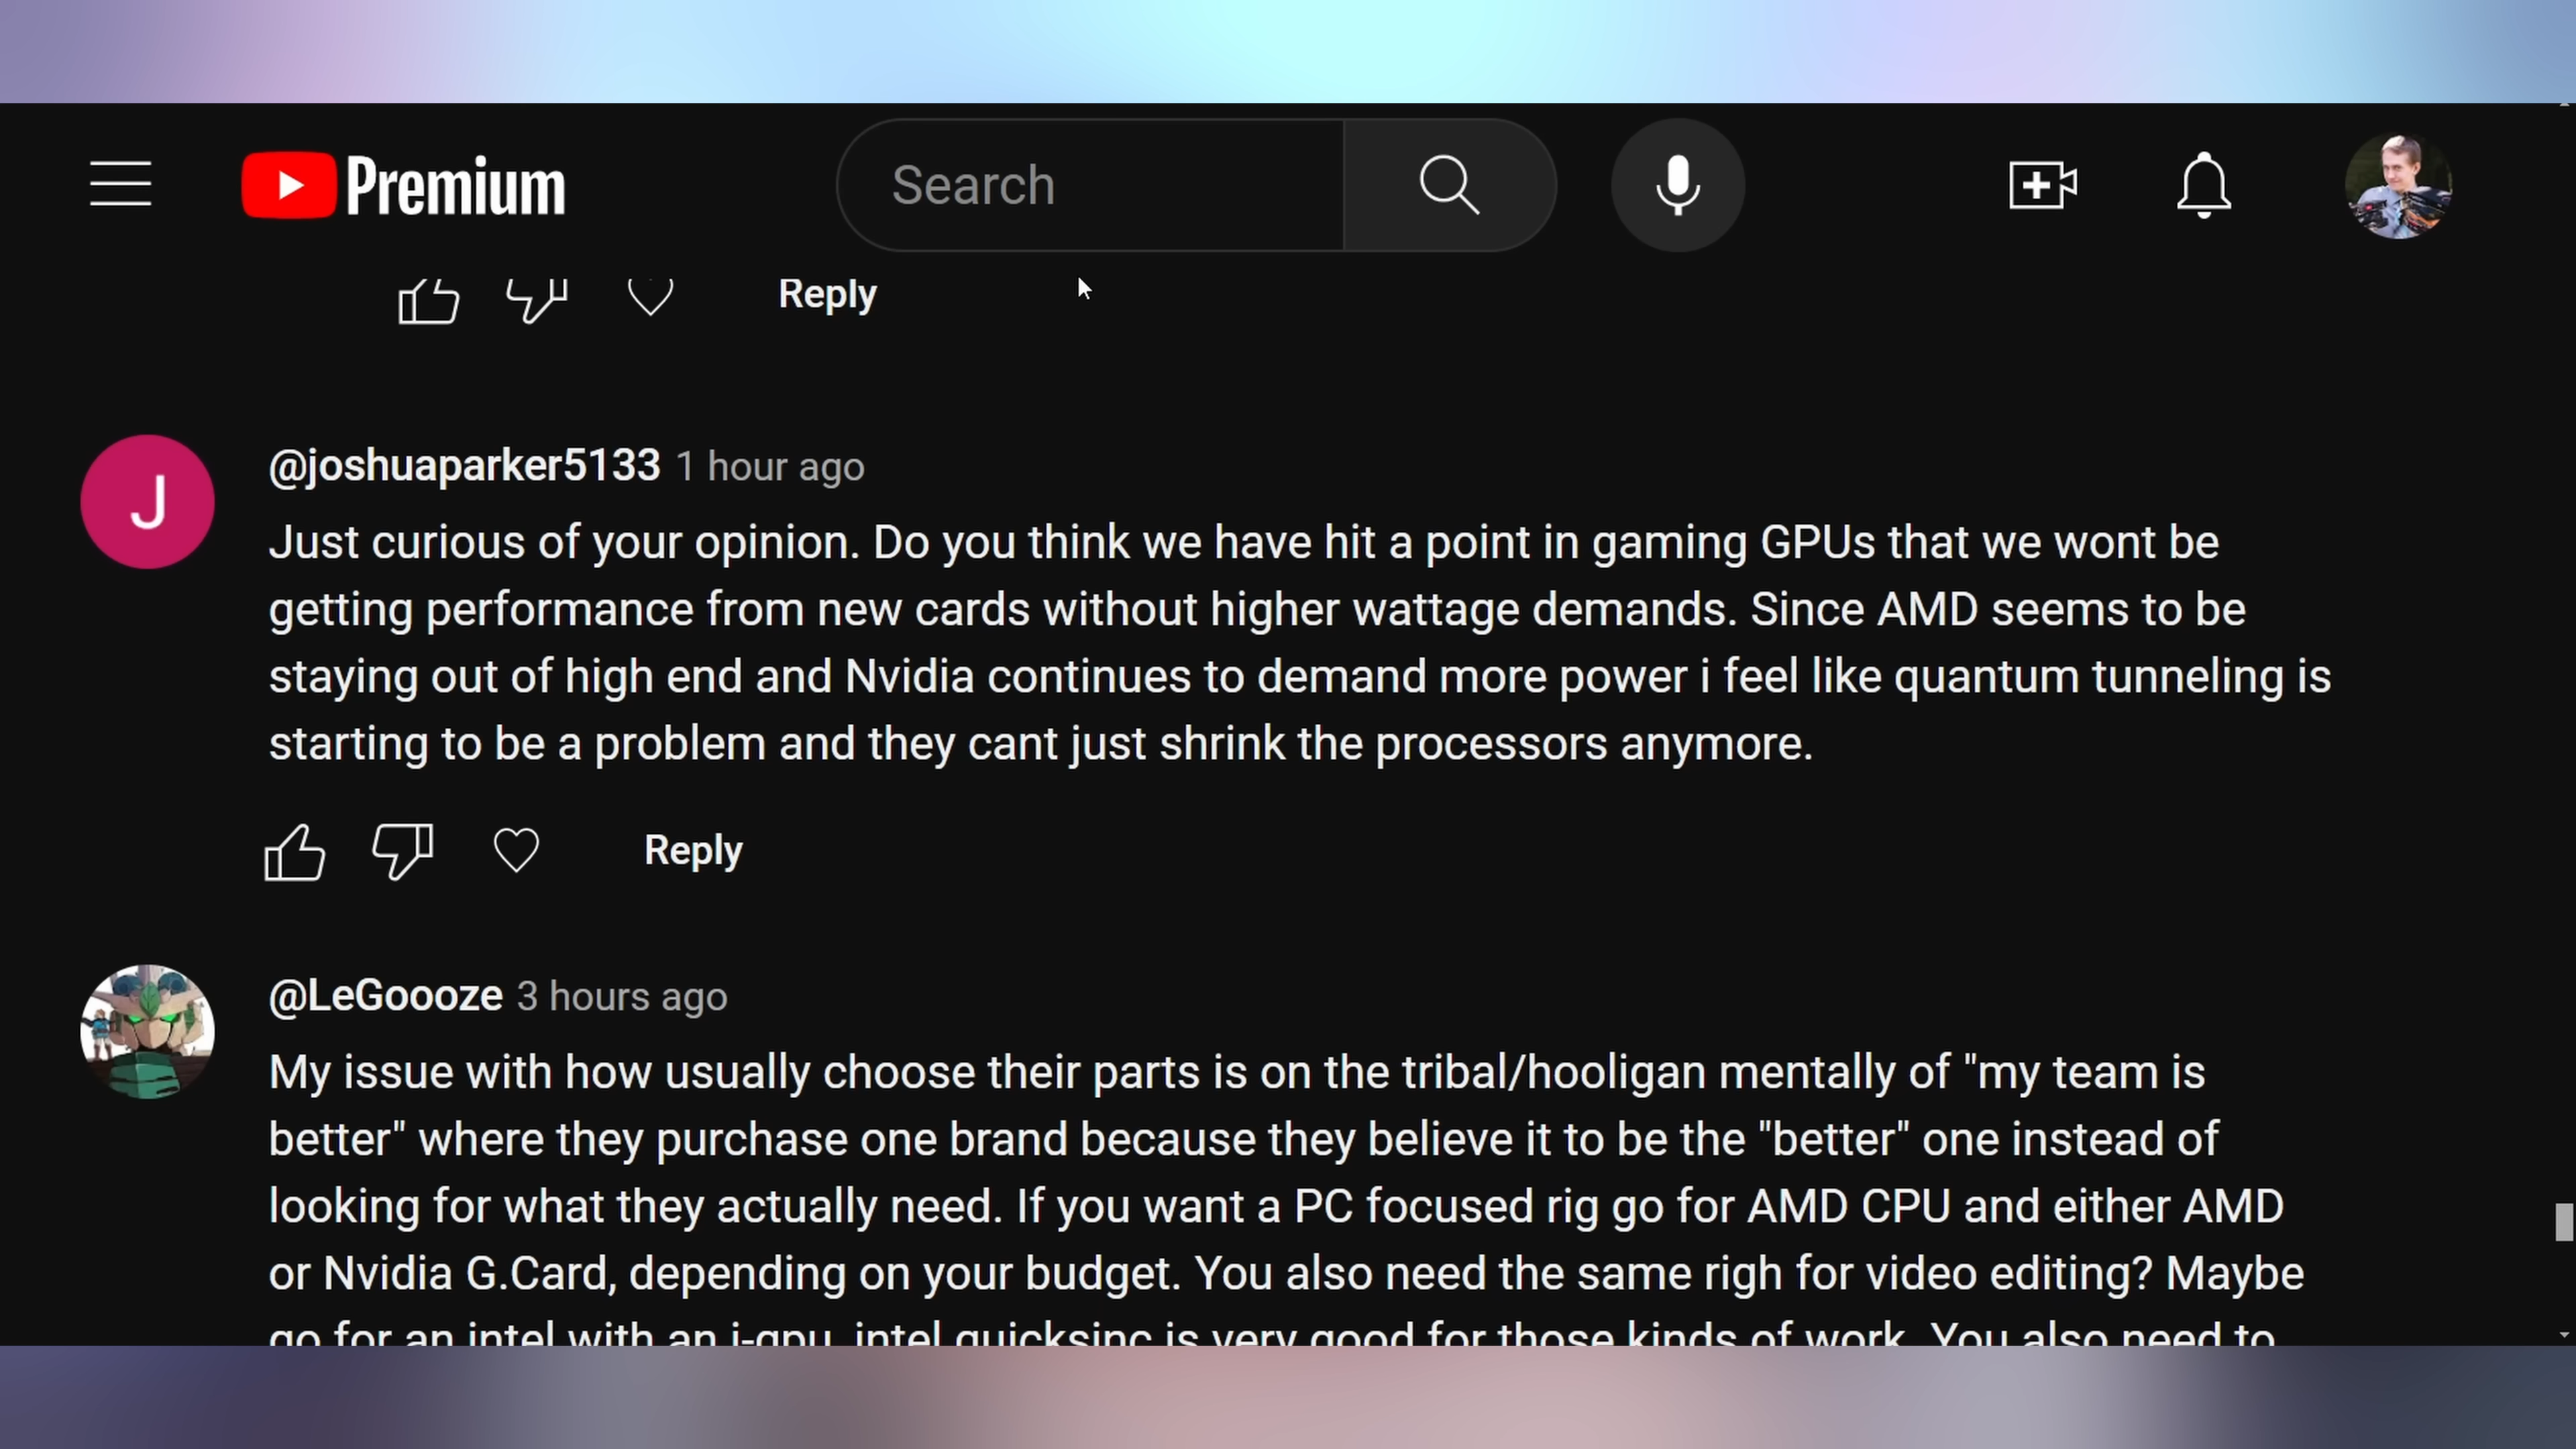 Premium
Search
Reply
J
@joshuaparker5133 1 hour ago
Just curious of your opinion. Do you think we have hit a point in gaming GPUs that we wont be
getting performance from new cards without higher wattage demands. Since AMD seems to be
staying out of high end and Nvidia continues to demand more power i feel like quantum tunneling is
starting to be a problem and they cant just shrink the processors anymore.
Reply
@LeGoooze 3 hours ago
My issue with how usually choose their parts is on the tribal/hooligan mentally of "my team is
better" where they purchase one brand because they believe it to be the "better" one instead of
looking for what they actually need. If you want a PC focused rig go for AMD CPU and either AMD
or Nvidia G.Card, depending on your budget. You also need the same righ for video editing? Maybe
go for an intel with an i-gpu, intel quicksinc is very good for those kinds of work. You also need to